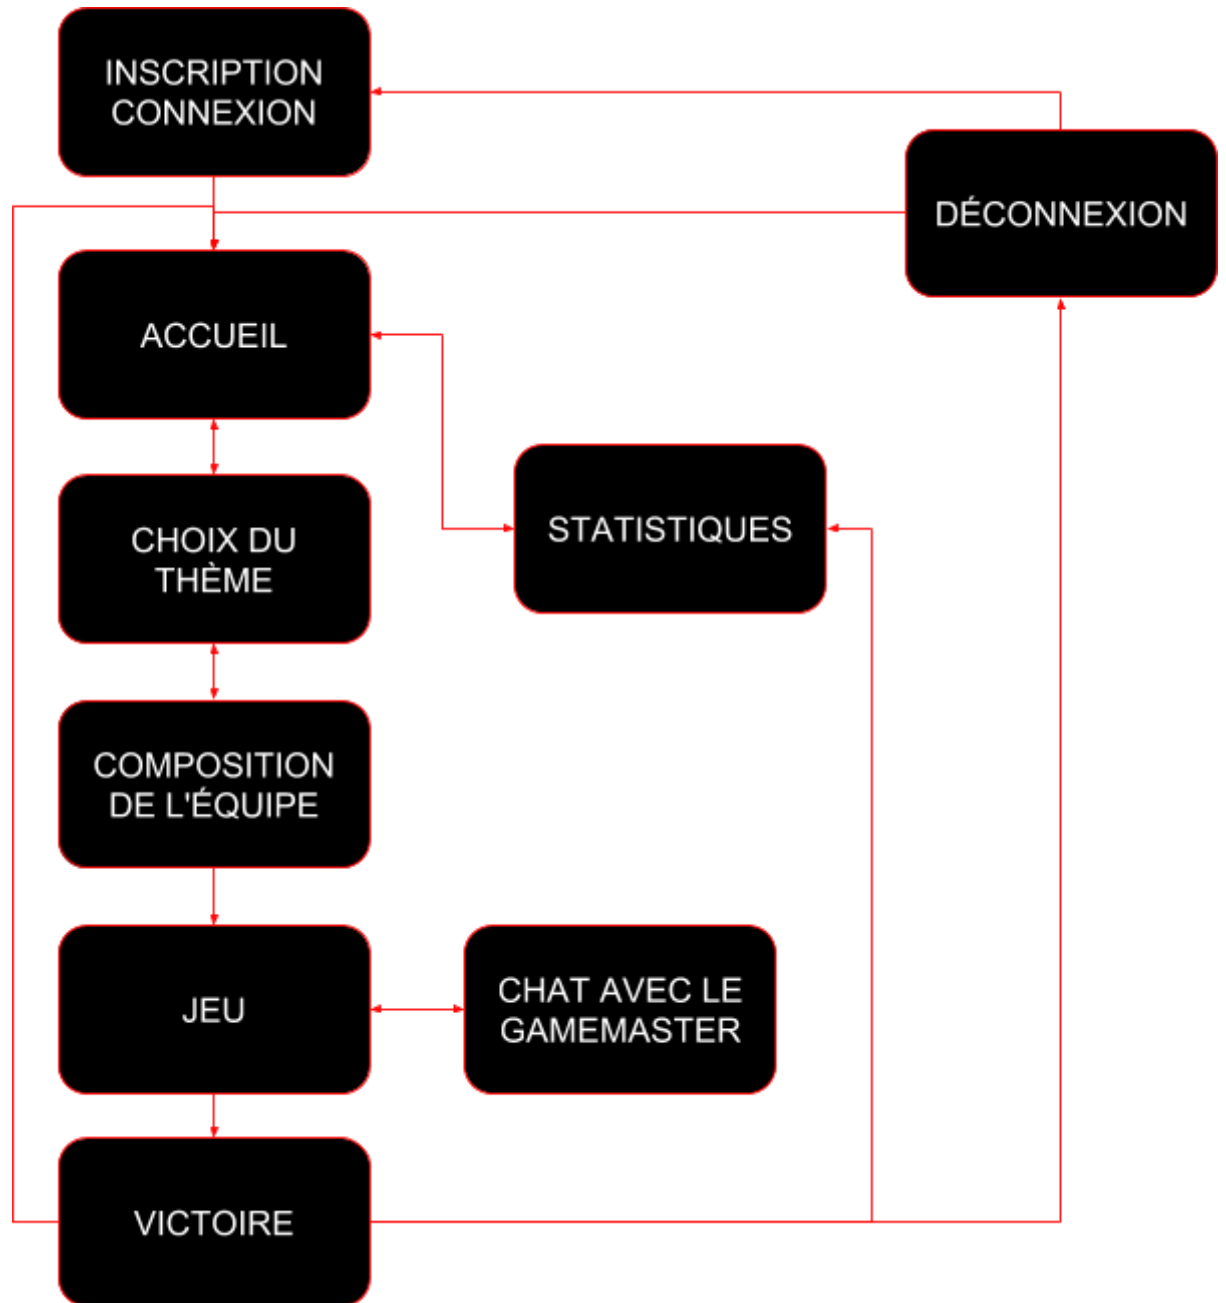 INSCRIPTION
CONNEXION
DÉCONNEXION
ACCUEIL
STATISTIQUES
CHOIX DU
THÈME
COMPOSITION
DE L'ÉQUIPE
JEU
CHAT AVEC LE
GAMEMASTER
VICTOIRE